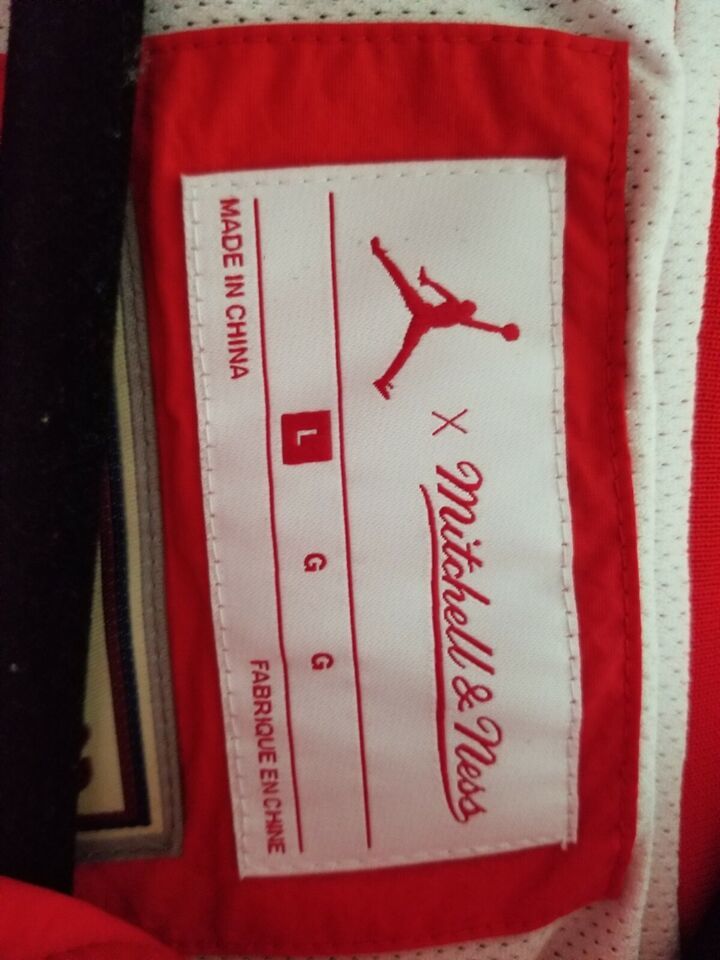 X Mitchell & Ness
L G G
MADE IN CHINA FABRIQUE EN CHINE